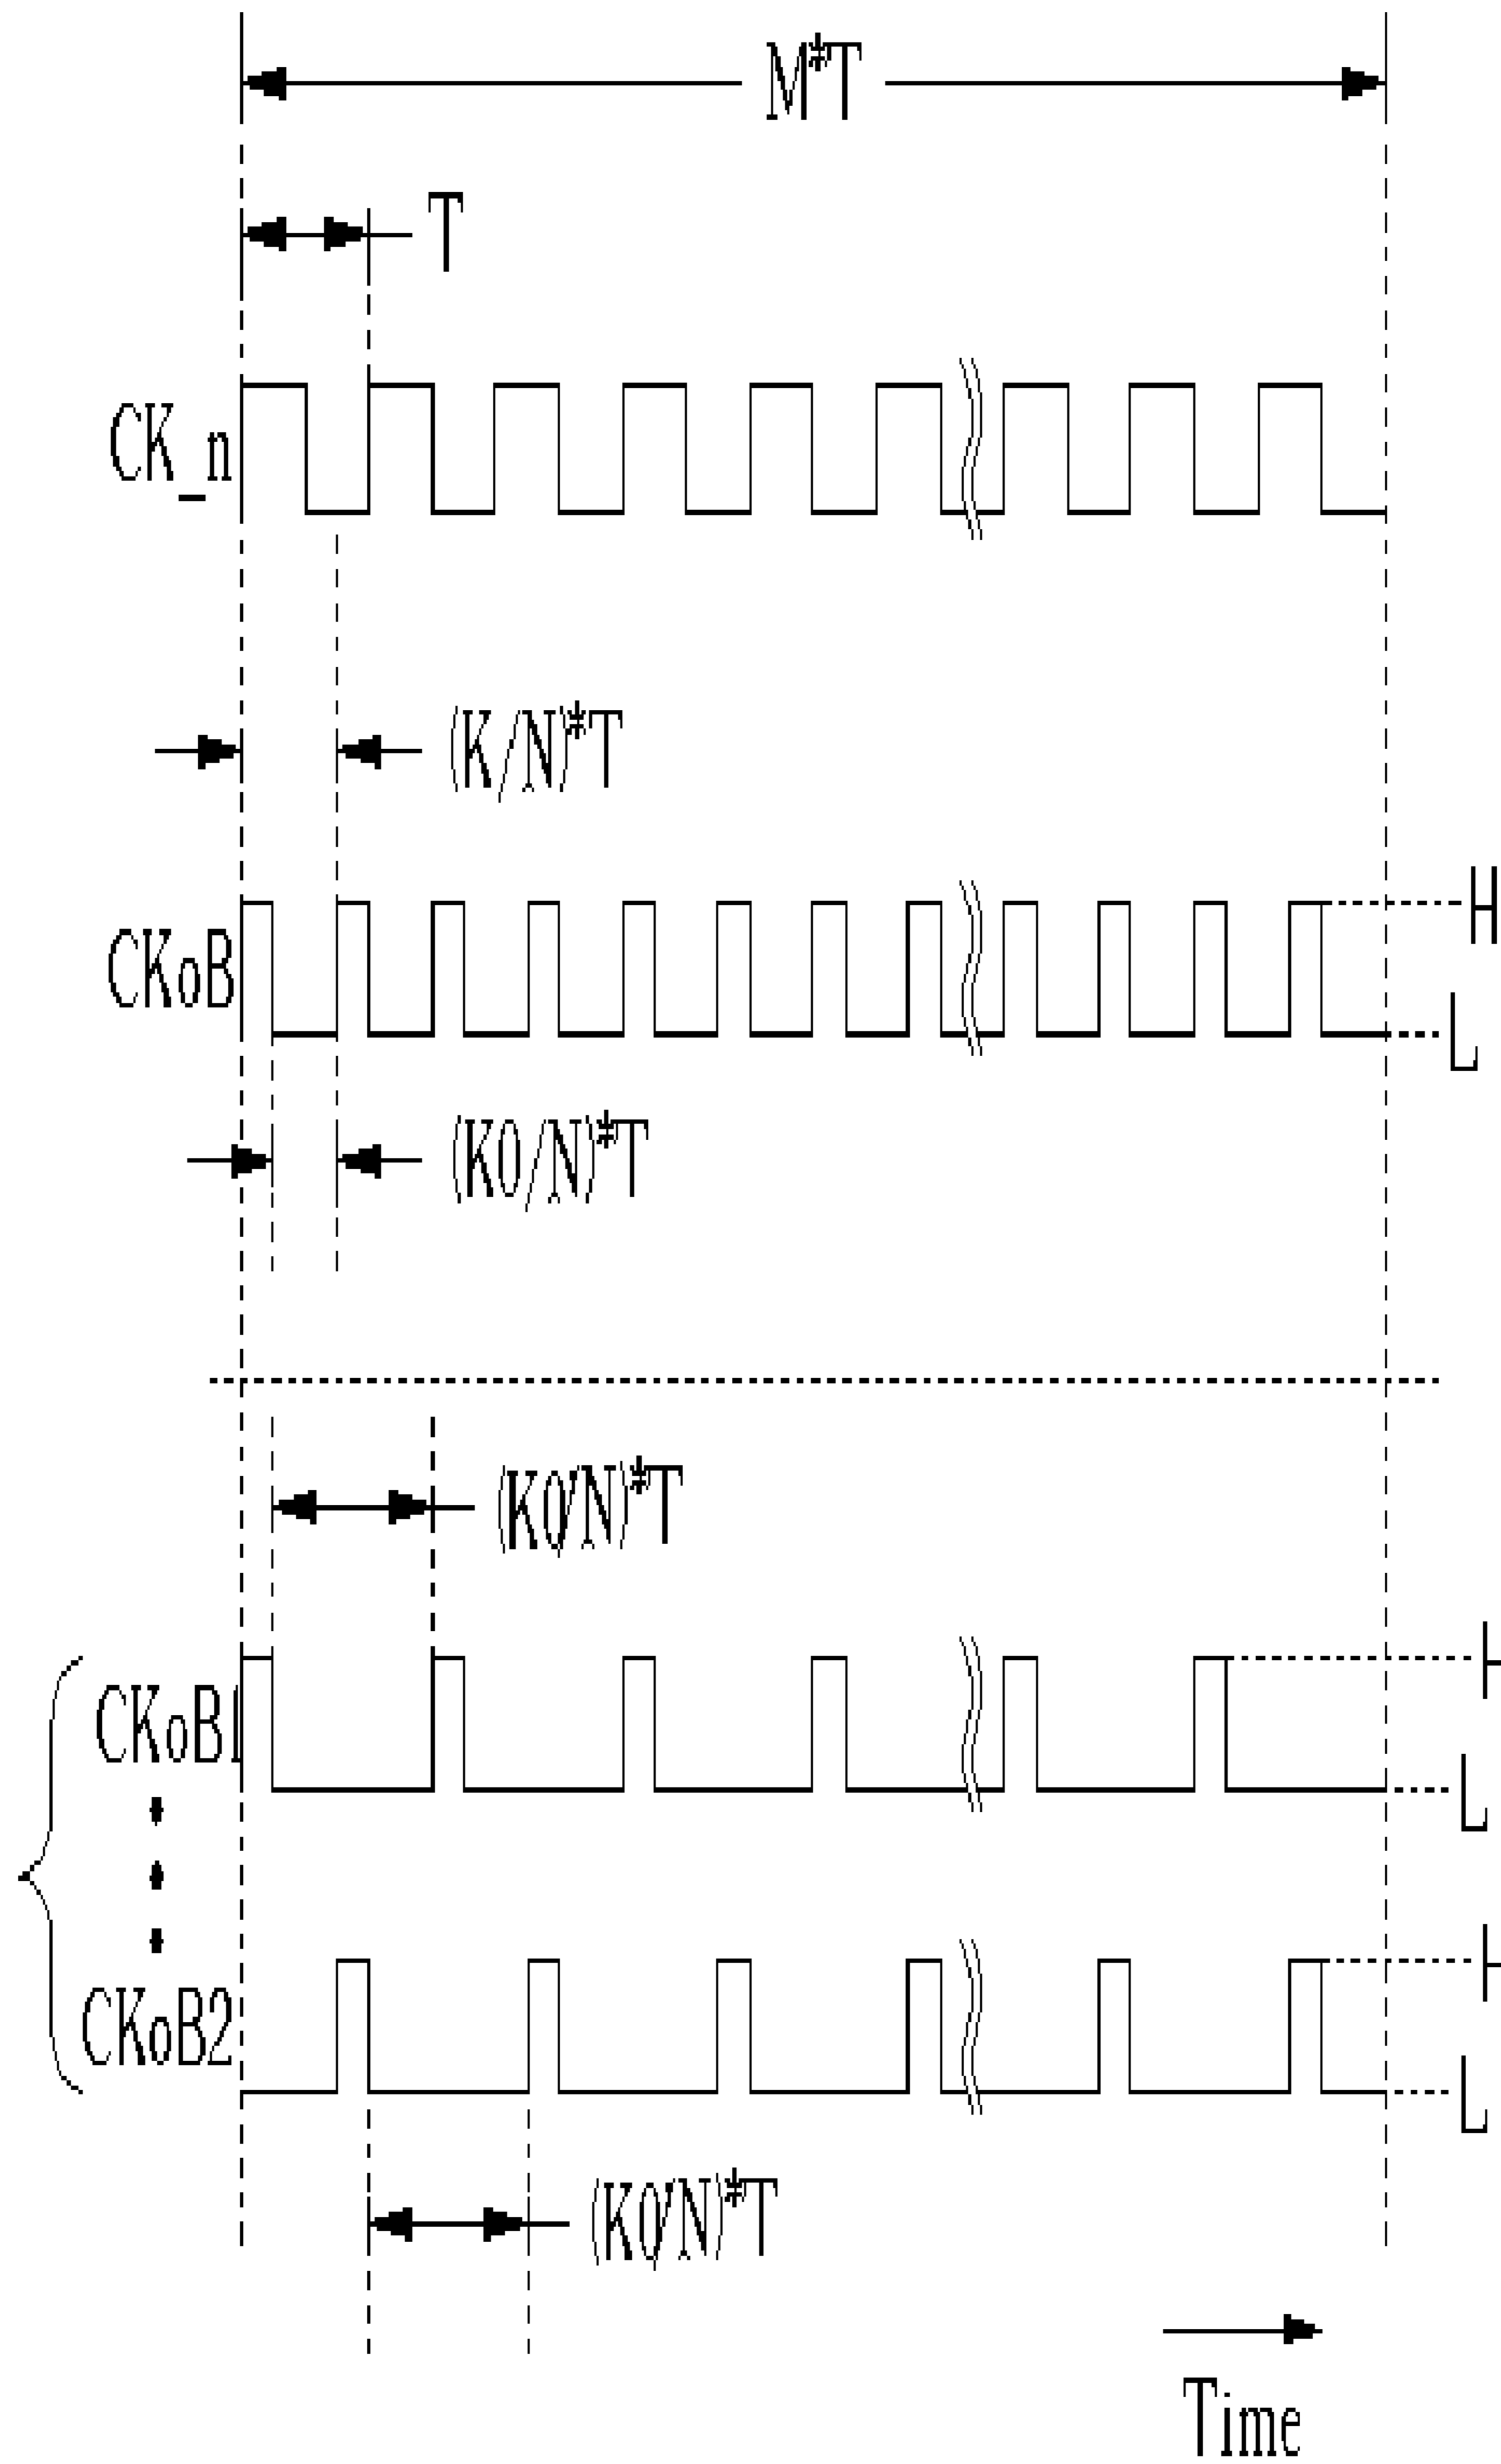 M*T
T
CK_n
(K/N)*T
CKoB
H
L
(K0/N)*T
(K0/N)*T
CKoB1
H
L
CKoB2
H
L
(K0/N)*T
Time